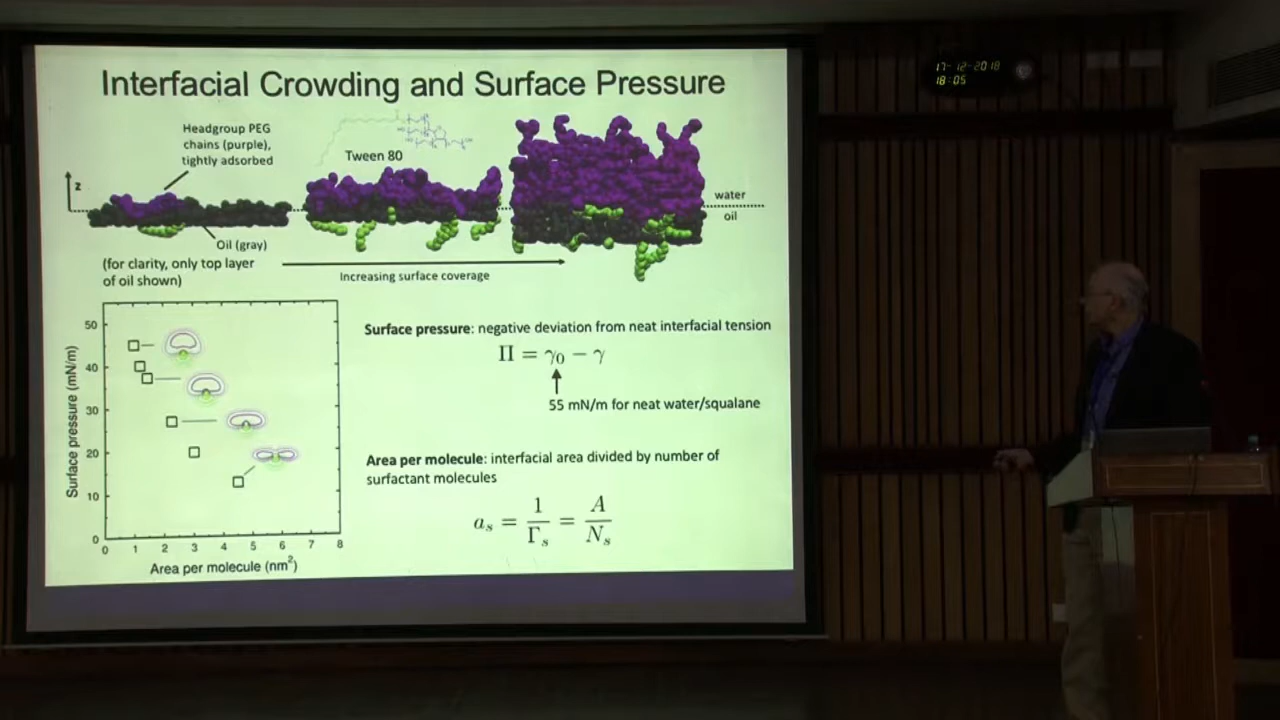 Interfacial Crowding and Surface Pressure
Headgroup PEG
chains (purple),
tightly adsorbed
Tween 80
z
water
oil
Oil (gray)
(for clarity, only top layer
of oil shown)
Increasing surface coverage
Surface pressure (mN/m)
50
40
30
20
10
0
0 1 2 3 4 5 6 7 8
Area per molecule (nm²)
Surface pressure: negative deviation from neat interfacial tension
Π = γ₀ − γ
55 mN/m for neat water/squalane
Area per molecule: interfacial area divided by number of
surfactant molecules
aₛ = 1/Γₛ = A/Nₛ
17-12-2018
18:05